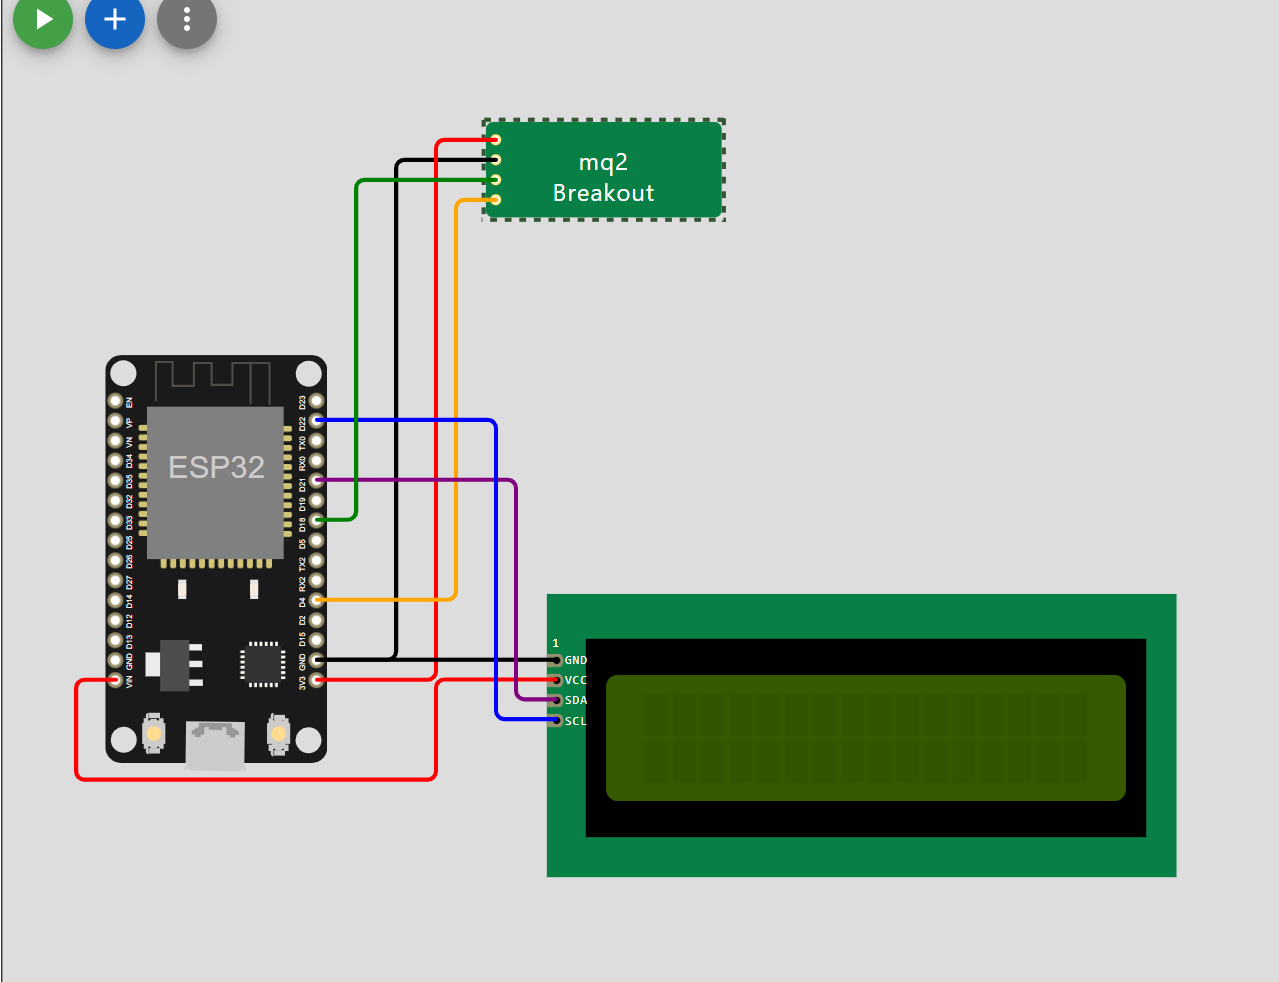 mq2
Breakout
ESP32
EN
VP
VN
D34
D35
D32
D33
D25
D26
D27
D14
D12
D13
GND
VIN
D23
D22
TX0
RX0
D21
D19
D18
D5
TX2
RX2
D4
D2
D15
GND
3V3
1
GND
VCC
SDA
SCL